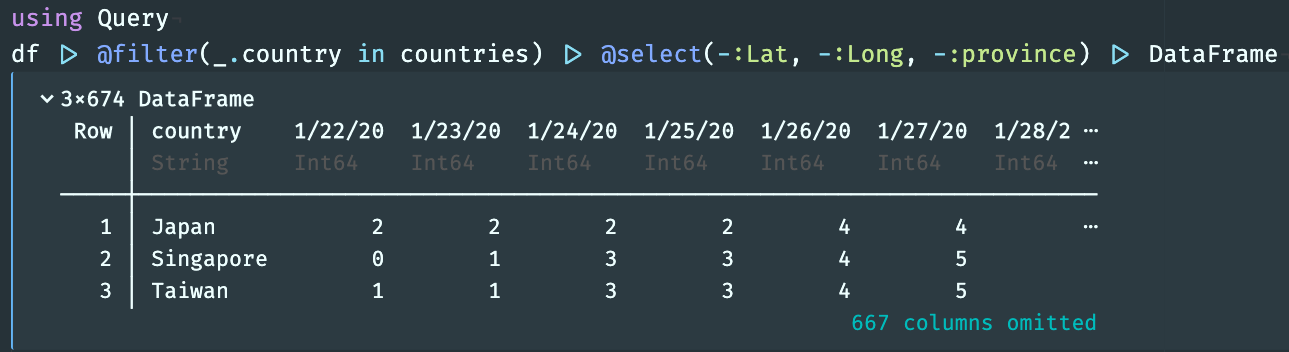 using Query
df ▷ @filter(_.country in countries) ▷ @select(-:Lat, -:Long, -:province) ▷ DataFrame
3×674 DataFrame
Row country 1/22/20 1/23/20 1/24/20 1/25/20 1/26/20 1/27/20 1/28/2 ⋯
String Int64 Int64 Int64 Int64 Int64 Int64 Int64 ⋯
1 Japan 2 2 2 2 4 4 ⋯
2 Singapore 0 1 3 3 4 5
3 Taiwan 1 1 3 3 4 5
667 columns omitted